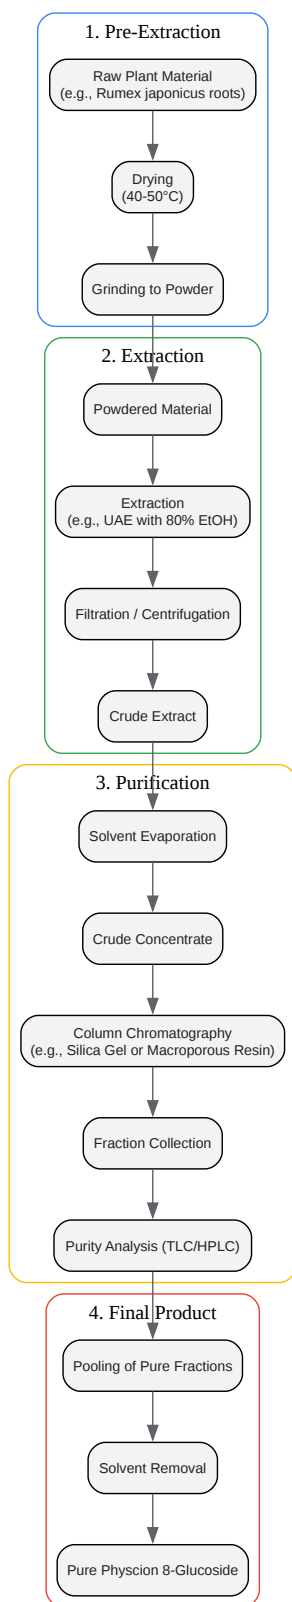 1. Pre-Extraction
Raw Plant Material
(e.g., Rumex japonicus roots)
Drying
(40-50°C)
Grinding to Powder
2. Extraction
Powdered Material
Extraction
(e.g., UAE with 80% EtOH)
Filtration / Centrifugation
Crude Extract
3. Purification
Solvent Evaporation
Crude Concentrate
Column Chromatography
(e.g., Silica Gel or Macroporous Resin)
Fraction Collection
Purity Analysis (TLC/HPLC)
4. Final Product
Pooling of Pure Fractions
Solvent Removal
Pure Physcion 8-Glucoside